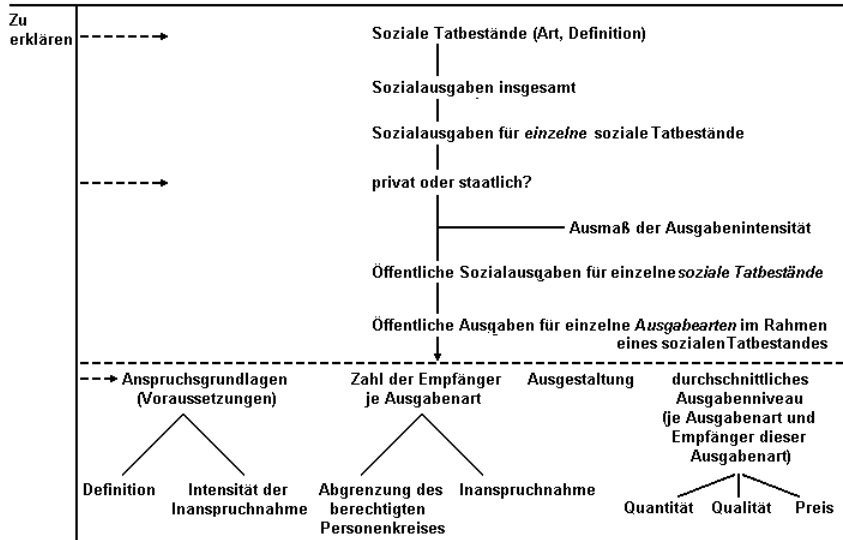 Zu
erklären
Soziale Tatbestände (Art, Definition)
Sozialausgaben insgesamt
Sozialausgaben für einzelne soziale Tatbestände
privat oder staatlich?
Ausmaß der Ausgabenintensität
Öffentliche Sozialausgaben für einzelne soziale Tatbestände
Öffentliche Ausgaben für einzelne Ausgabearten im Rahmen
eines sozialen Tatbestandes
Anspruchsgrundlagen
(Voraussetzungen)
Zahl der Empfänger
je Ausgabenart
Ausgestaltung
durchschnittliches
Ausgabenniveau
(je Ausgabenart und
Empfänger dieser
Ausgabenart)
Definition
Intensität der
Inanspruchnahme
Abgrenzung des
berechtigten
Personenkreises
Inanspruchnahme
Quantität
Qualität
Preis